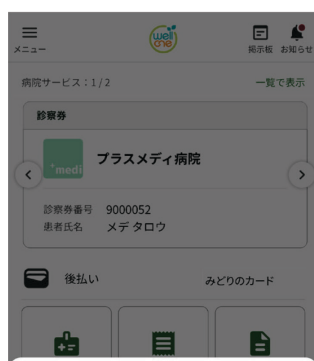 well one
メニュー
掲示板 お知らせ
病院サービス：1/2 一覧で表示
診察券
+medi プラスメディ病院
診察券番号 9000052
患者氏名 メデ タロウ
後払い みどりのカード